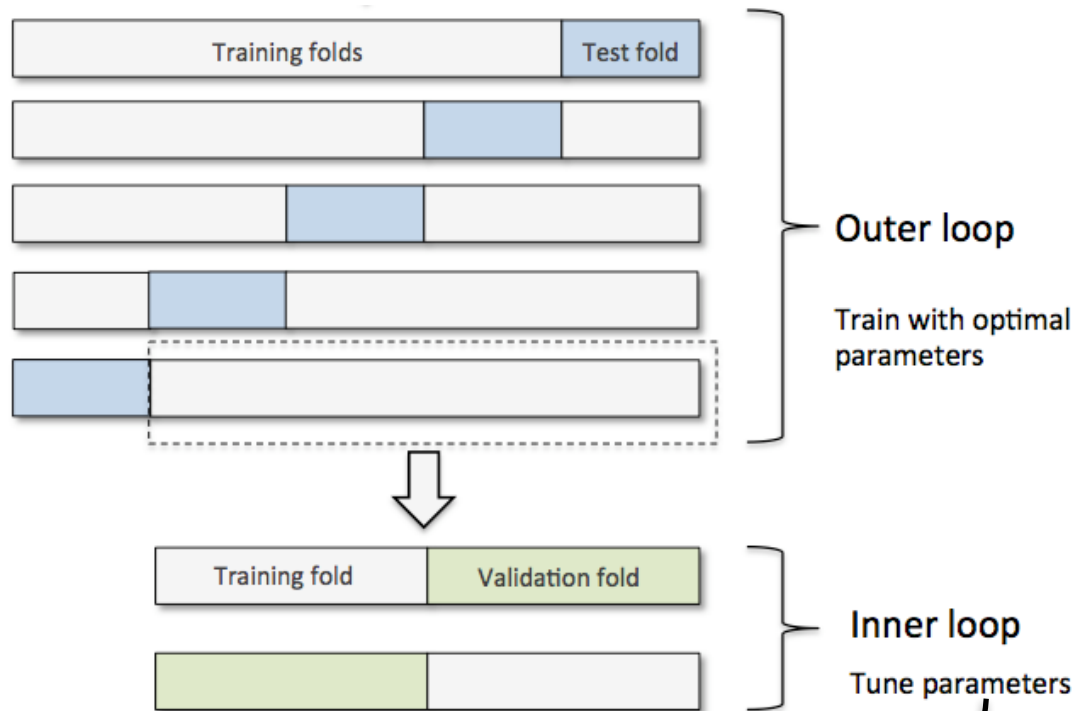 Training folds
Test fold
Outer loop
Train with optimal
parameters
Training fold
Validation fold
Inner loop
Tune parameters